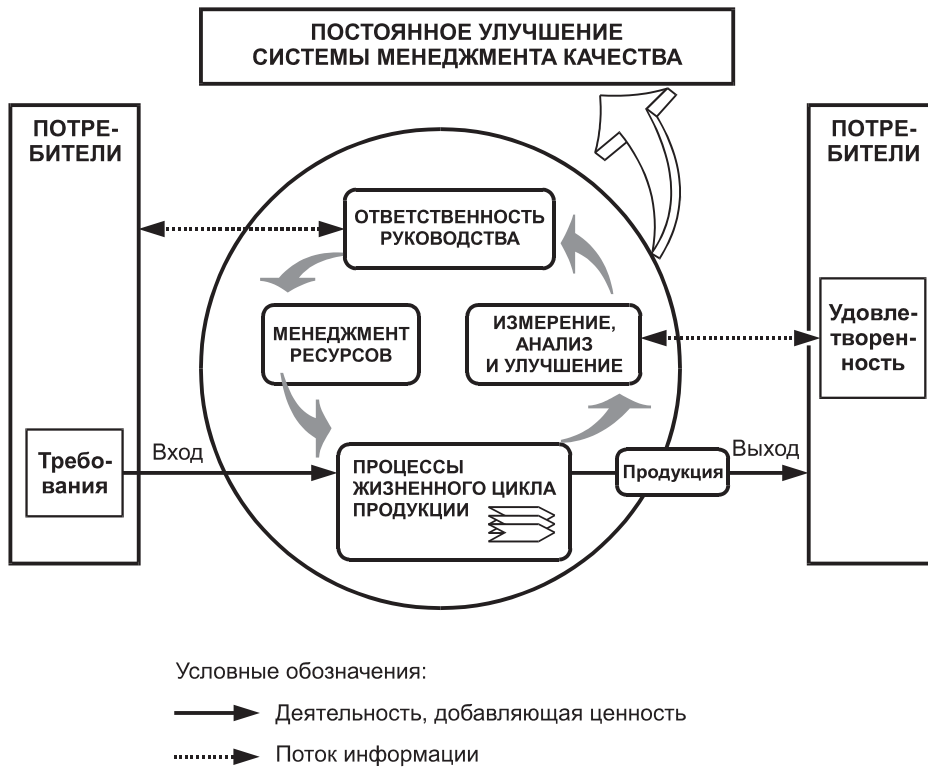 ПОСТОЯННОЕ УЛУЧШЕНИЕ
СИСТЕМЫ МЕНЕДЖМЕНТА КАЧЕСТВА
ПОТРЕ-
БИТЕЛИ
ПОТРЕ-
БИТЕЛИ
ОТВЕТСТВЕННОСТЬ
РУКОВОДСТВА
МЕНЕДЖМЕНТ
РЕСУРСОВ
ИЗМЕРЕНИЕ,
АНАЛИЗ
И УЛУЧШЕНИЕ
Удовле-
творен-
ность
Требо-
вания
Вход
ПРОЦЕССЫ
ЖИЗНЕННОГО ЦИКЛА
ПРОДУКЦИИ
Продукция
Выход
Условные обозначения:
Деятельность, добавляющая ценность
Поток информации